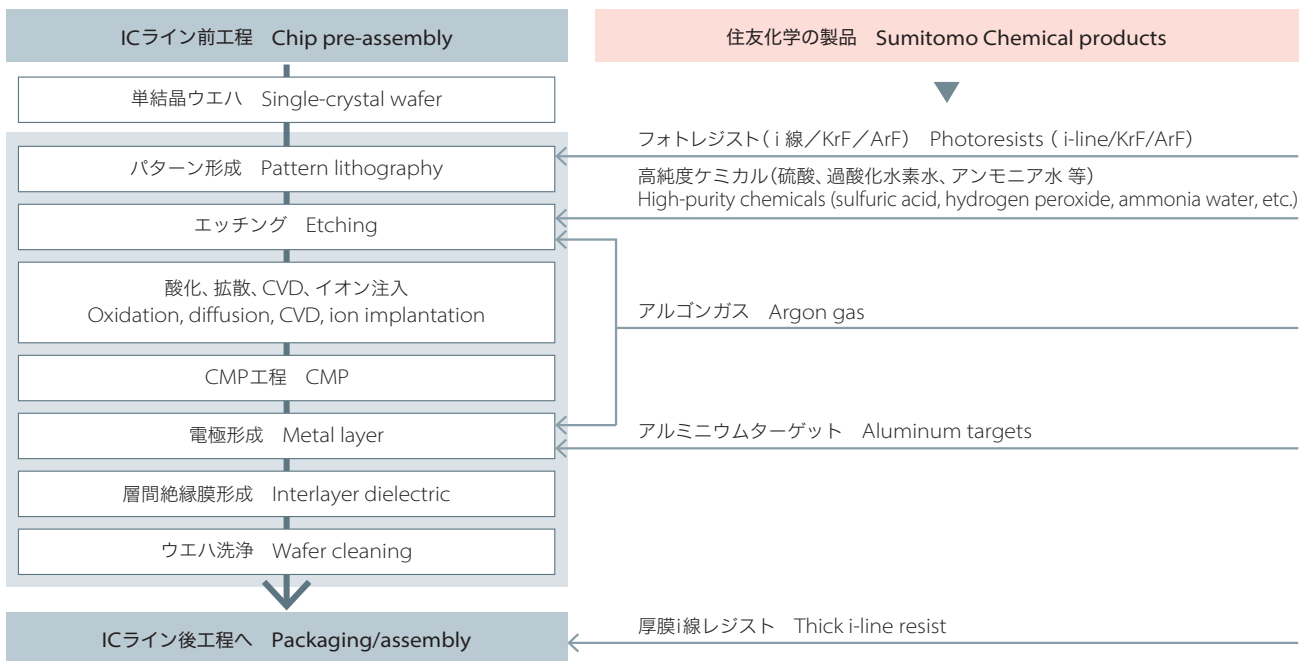 ICライン前工程 Chip pre-assembly
住友化学の製品 Sumitomo Chemical products
単結晶ウエハ Single-crystal wafer
フォトレジスト（ i 線／KrF／ArF） Photoresists ( i-line/KrF/ArF)
パターン形成 Pattern lithography
高純度ケミカル（硫酸、過酸化水素水、アンモニア水 等）
High-purity chemicals (sulfuric acid, hydrogen peroxide, ammonia water, etc.)
エッチング Etching
酸化、拡散、CVD、イオン注入
Oxidation, diffusion, CVD, ion implantation
アルゴンガス Argon gas
CMP工程 CMP
電極形成 Metal layer
アルミニウムターゲット Aluminum targets
層間絶縁膜形成 Interlayer dielectric
ウエハ洗浄 Wafer cleaning
ICライン後工程へ Packaging/assembly
厚膜i線レジスト Thick i-line resist